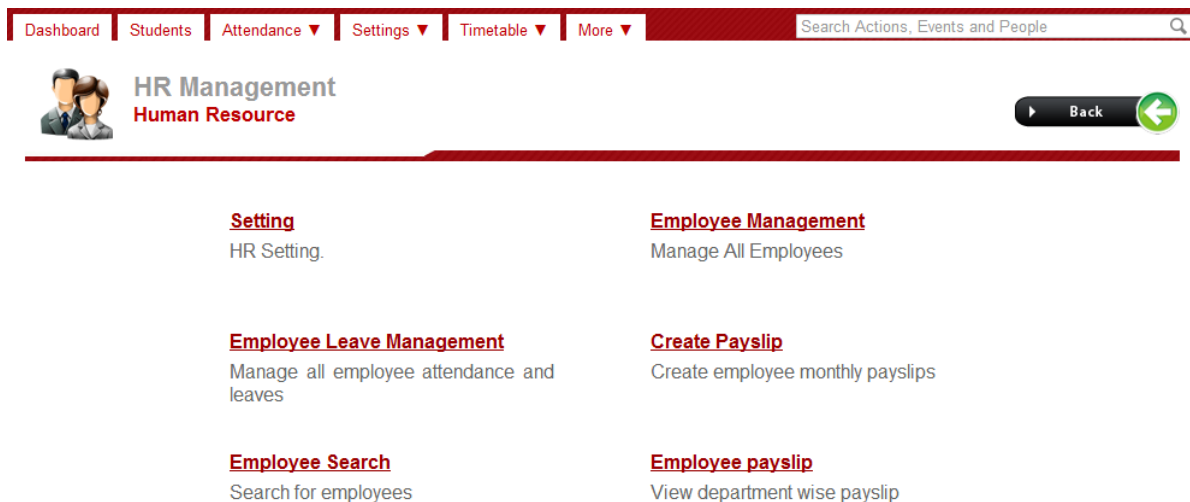 Dashboard Students Attendance ▼ Settings ▼ Timetable ▼ More ▼ Search Actions, Events and People
HR Management
Human Resource
Back
Setting
HR Setting.
Employee Management
Manage All Employees
Employee Leave Management
Manage all employee attendance and
leaves
Create Payslip
Create employee monthly payslips
Employee Search
Search for employees
Employee payslip
View department wise payslip